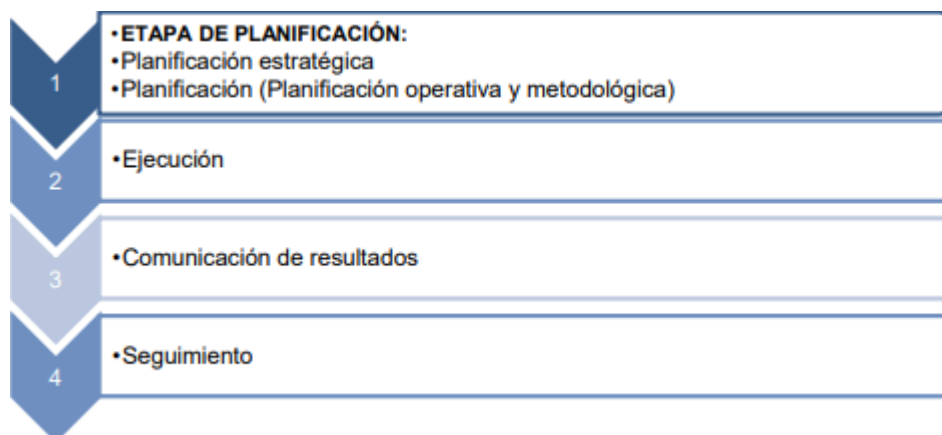 1
•ETAPA DE PLANIFICACIÓN:
•Planificación estratégica
•Planificación (Planificación operativa y metodológica)
2
•Ejecución
3
•Comunicación de resultados
4
•Seguimiento